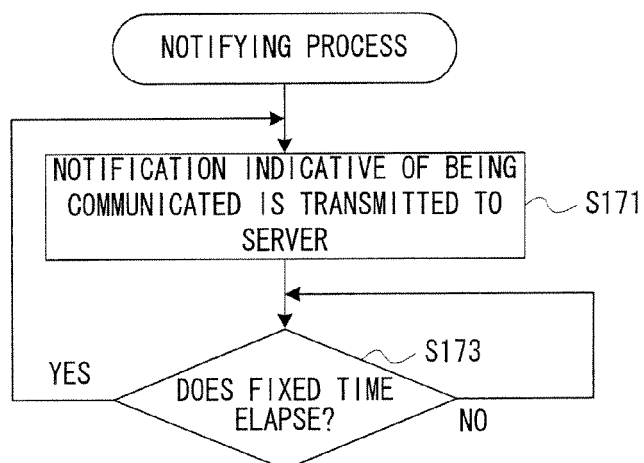 NOTIFYING PROCESS
NOTIFICATION INDICATIVE OF BEING
COMMUNICATED IS TRANSMITTED TO
SERVER
S171
S173
YES
DOES FIXED TIME
ELAPSE?
NO